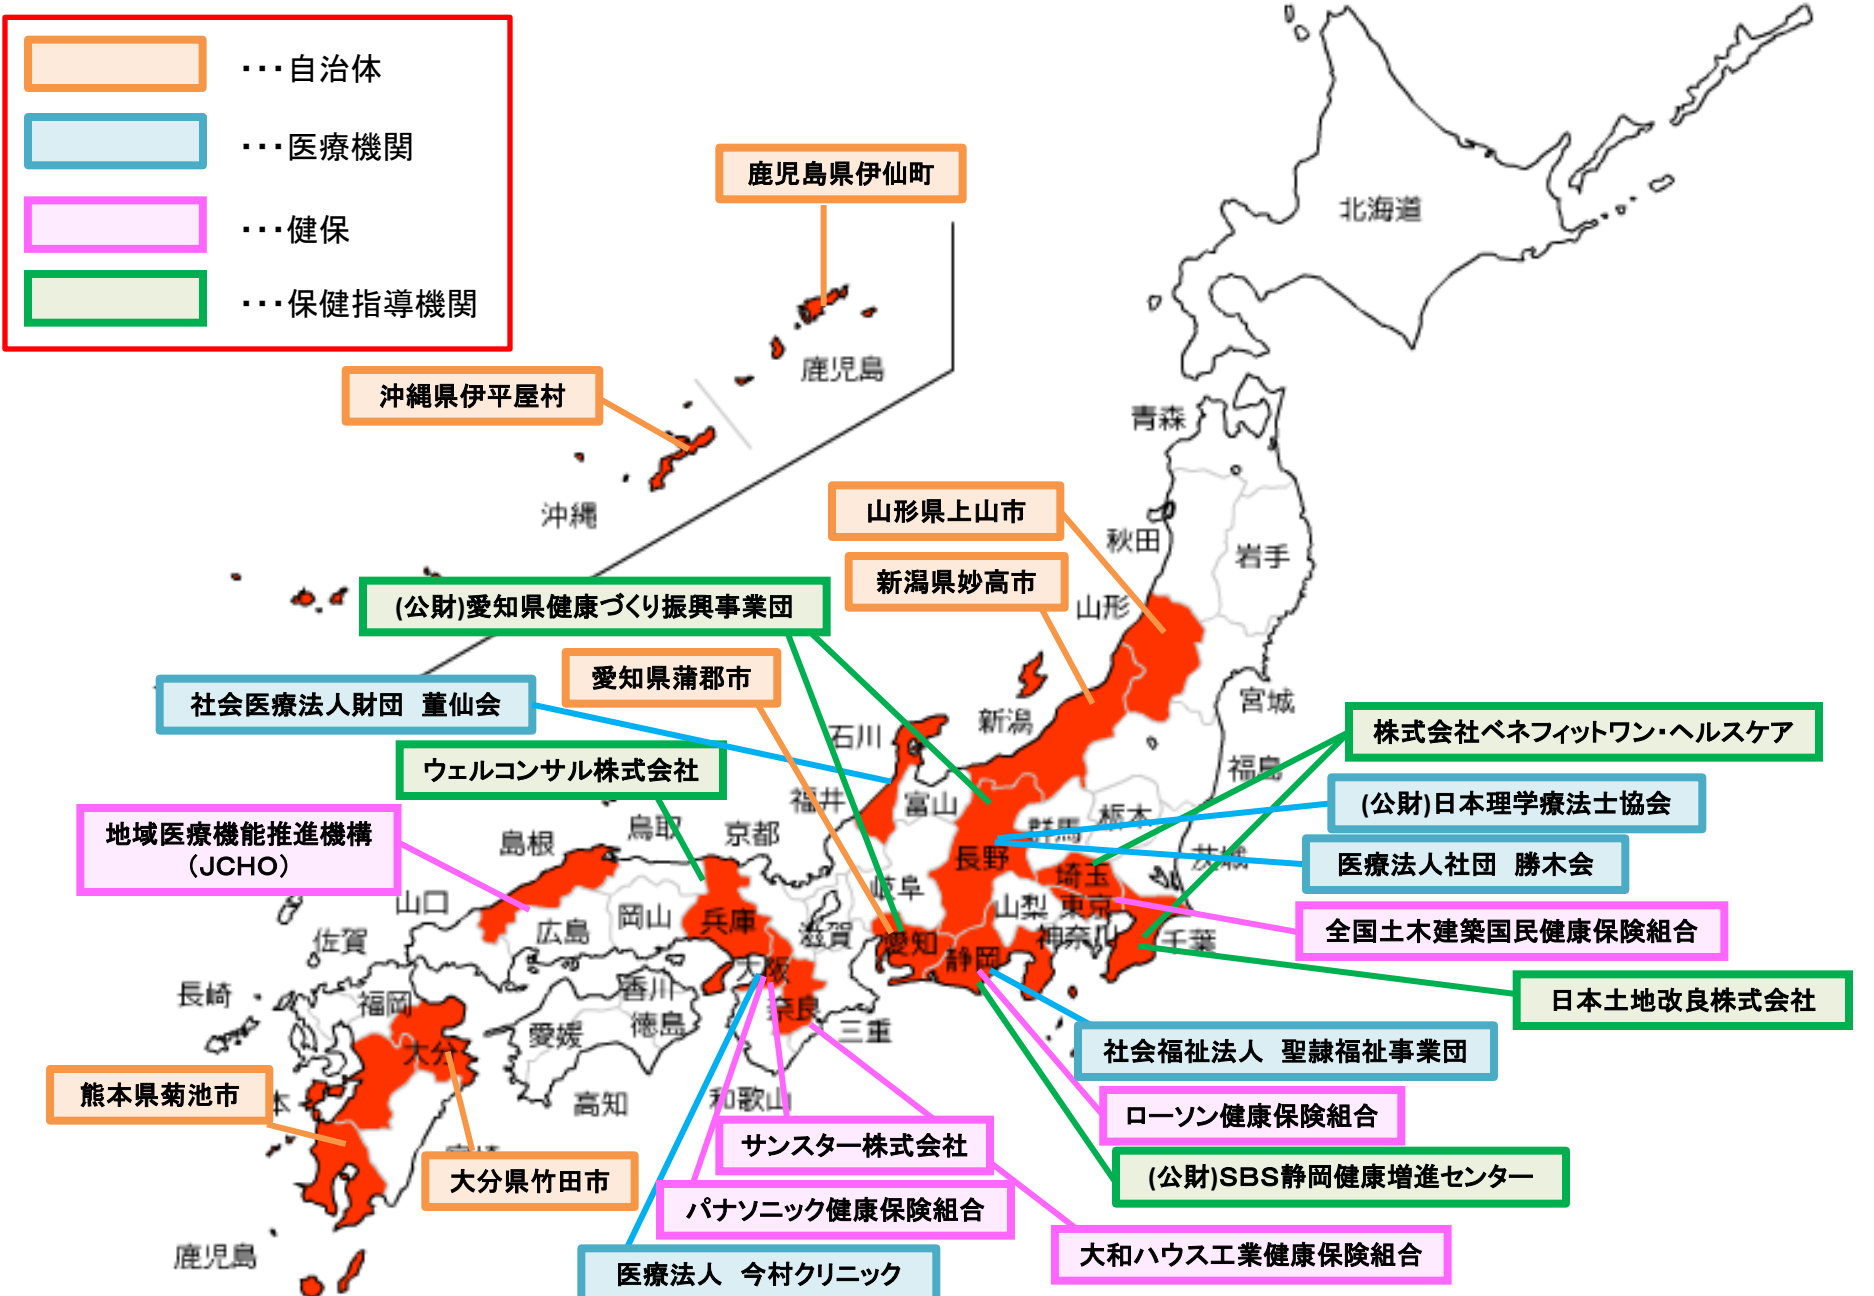 ･･･自治体
･･･医療機関
･･･健保
･･･保健指導機関
鹿児島県伊仙町
北海道
鹿児島
沖縄県伊平屋村
青森
沖縄
山形県上山市
秋田
岩手
新潟県妙高市
山形
(公財)愛知県健康づくり振興事業団
愛知県蒲郡市
宮城
社会医療法人財団　董仙会
新潟
石川
株式会社ベネフィットワン・ヘルスケア
ウェルコンサル株式会社
福島
福井
富山
栃木
(公財)日本理学療法士協会
地域医療機能推進機構
（ＪＣＨＯ）
島根
鳥取
京都
群馬
長野
茨城
医療法人社団　勝木会
埼玉
岐阜
山口
広島
岡山
兵庫
滋賀
山梨
東京
神奈川
千葉
全国土木建築国民健康保険組合
佐賀
愛知
静岡
大阪
長崎
福岡
香川
奈良
日本土地改良株式会社
愛媛
徳島
三重
大分
社会福祉法人　聖隷福祉事業団
熊本県菊池市
本
高知
和歌山
ローソン健康保険組合
サンスター株式会社
大分県竹田市
(公財)ＳＢＳ静岡健康増進センター
パナソニック健康保険組合
鹿児島
大和ハウス工業健康保険組合
医療法人　今村クリニック